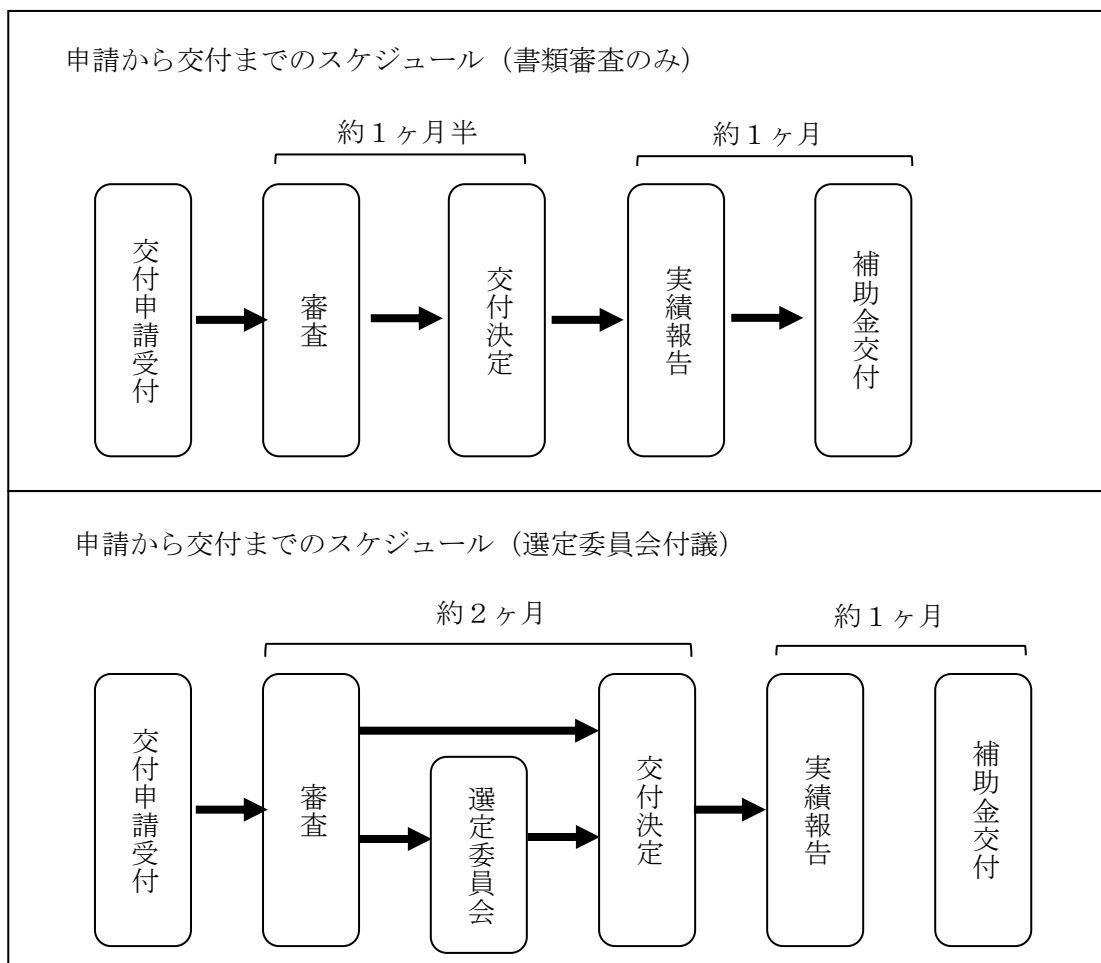 申請から交付までのスケジュール（書類審査のみ）
約１ヶ月半
約１ヶ月
交付申請受付
審査
交付決定
実績報告
補助金交付
申請から交付までのスケジュール（選定委員会付議）
約２ヶ月
約１ヶ月
交付申請受付
審査
選定委員会
交付決定
実績報告
補助金交付